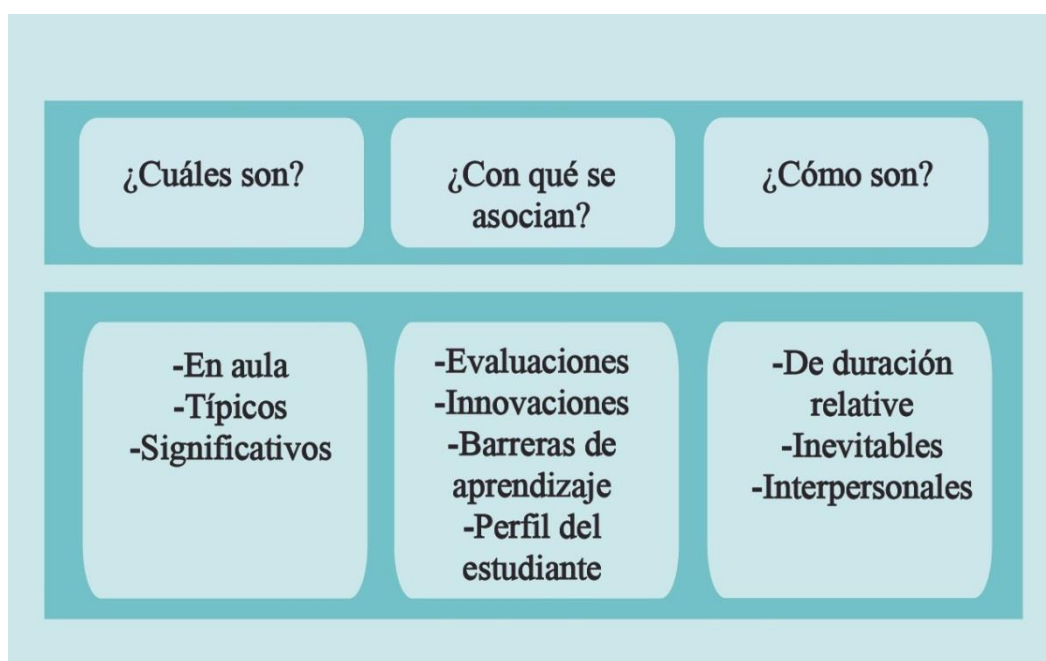 ¿Cuáles son?
¿Con qué se
asocian?
¿Cómo son?
-En aula
-Típicos
-Significativos
-Evaluaciones
-Innovaciones
-Barreras de
aprendizaje
-Perfil del
estudiante
-De duración
relative
-Inevitables
-Interpersonales